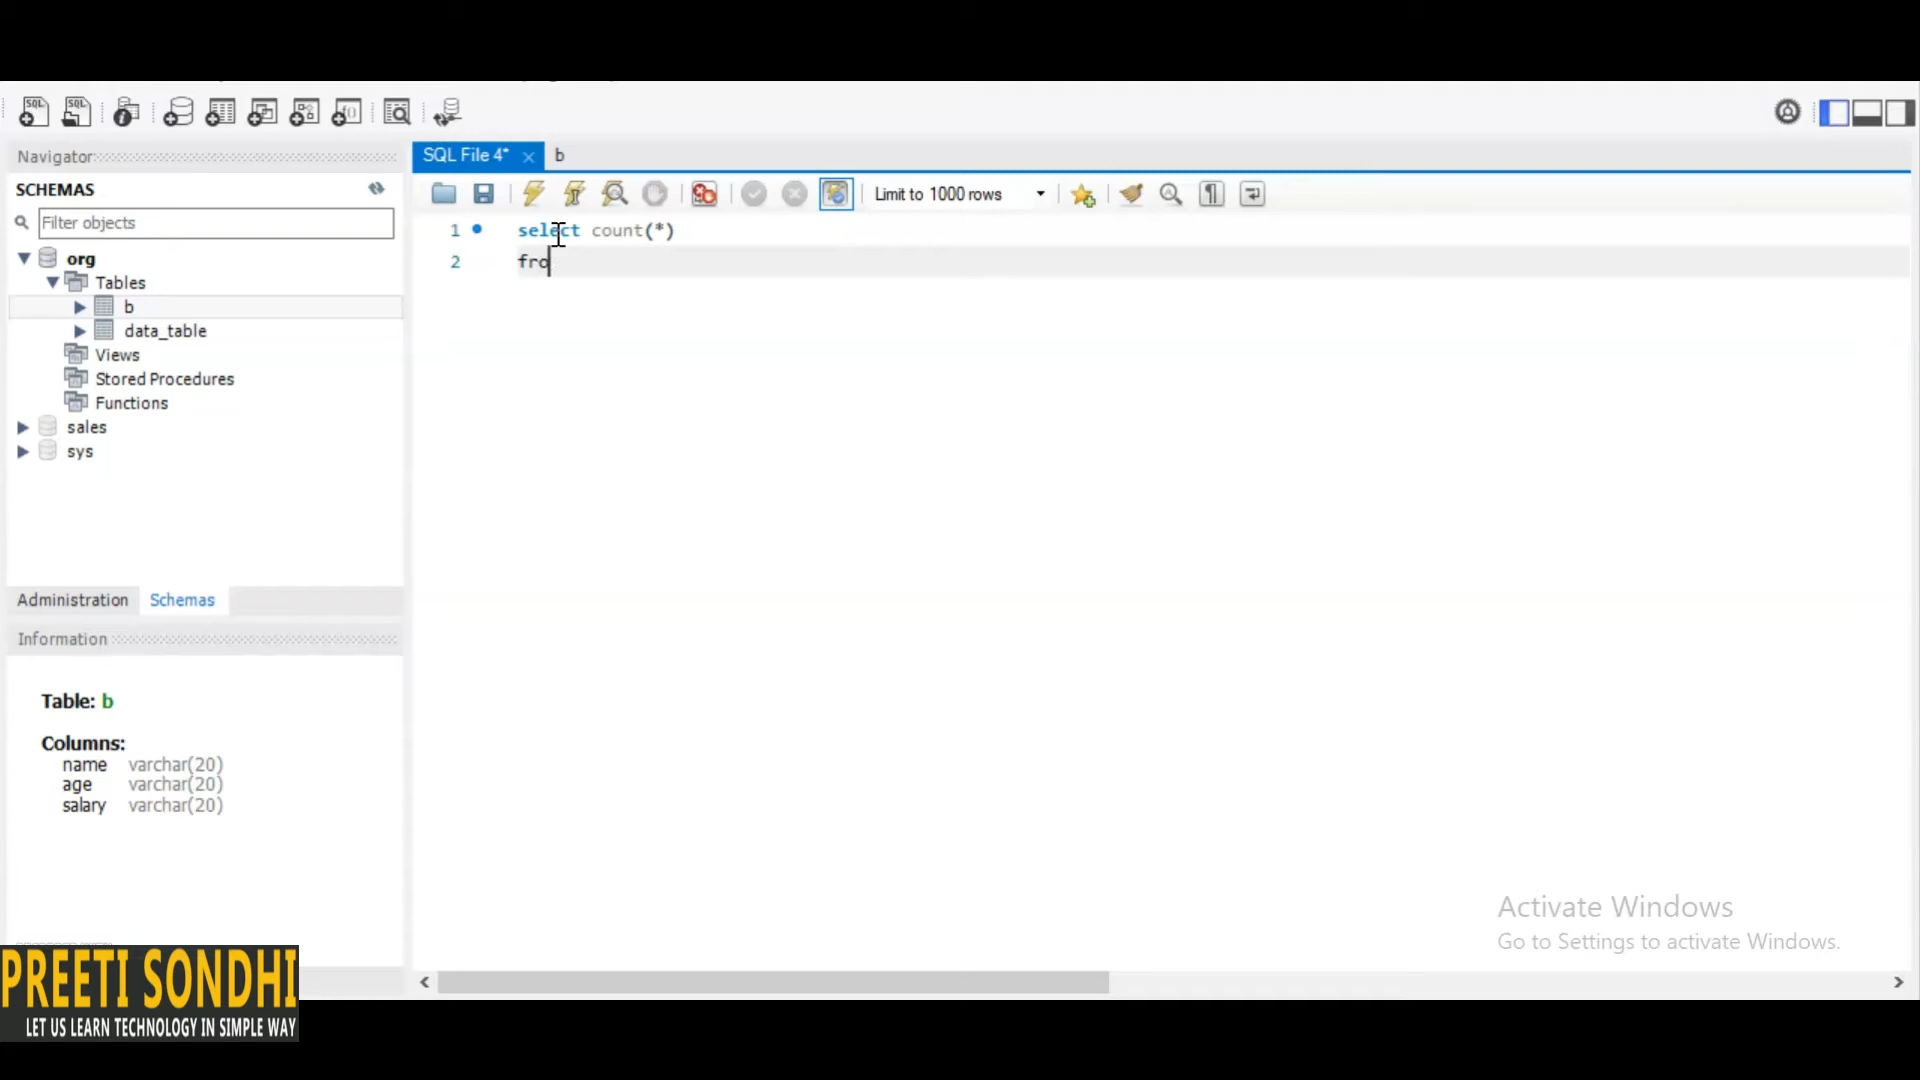 SQL SQL
Navigator
SCHEMAS
Filter objects
org
Tables
b
data_table
Views
Stored Procedures
Functions
sales
sys
Administration Schemas
Information
Table: b
Columns:
name varchar(20)
age varchar(20)
salary varchar(20)
SQL File 4* b
Limit to 1000 rows
1 select count(*)
2 fro
Activate Windows
Go to Settings to activate Windows.
PREETI SONDHI
LET US LEARN TECHNOLOGY IN SIMPLE WAY